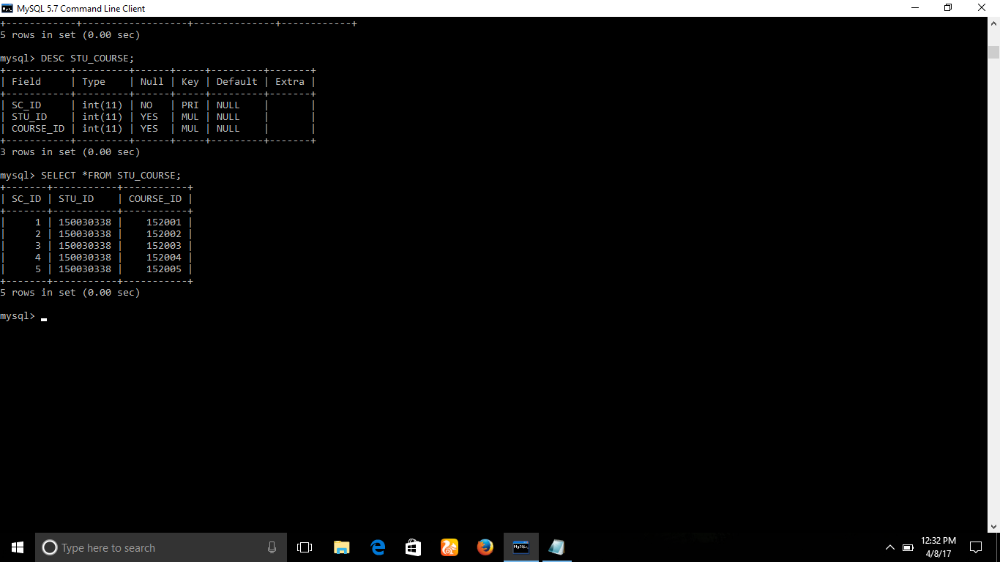 MySQL 5.7 Command Line Client
+------------+------------------+--------------+------------+
5 rows in set (0.00 sec)
mysql> DESC STU_COURSE;
+-----------+---------+------+-----+---------+-------+
| Field     | Type    | Null | Key | Default | Extra |
+-----------+---------+------+-----+---------+-------+
| SC_ID     | int(11) | NO   | PRI | NULL    |       |
| STU_ID    | int(11) | YES  | MUL | NULL    |       |
| COURSE_ID | int(11) | YES  | MUL | NULL    |       |
+-----------+---------+------+-----+---------+-------+
3 rows in set (0.00 sec)
mysql> SELECT *FROM STU_COURSE;
+-------+-----------+-----------+
| SC_ID | STU_ID    | COURSE_ID |
+-------+-----------+-----------+
|     1 | 150030338 |    152001 |
|     2 | 150030338 |    152002 |
|     3 | 150030338 |    152003 |
|     4 | 150030338 |    152004 |
|     5 | 150030338 |    152005 |
+-------+-----------+-----------+
5 rows in set (0.00 sec)
mysql>
Type here to search
12:32 PM
4/8/17